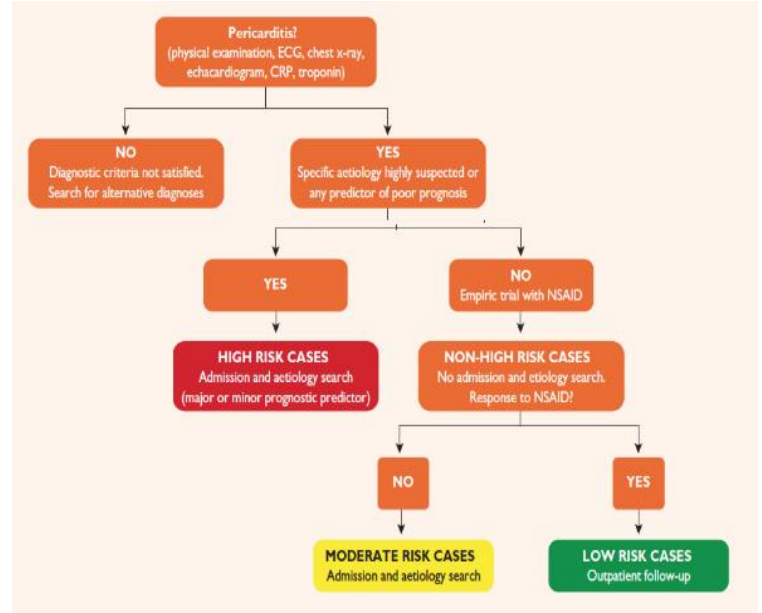 Pericarditis?
(physical examination, ECG, chest x-ray,
echacardiogram, CRP, troponin)
NO
Diagnostic criteria not satisfied.
Search for alternative diagnoses
YES
Specific aetiology highly suspected or
any predictor of poor prognosis
YES
NO
Empiric trial with NSAID
HIGH RISK CASES
Admission and aetiology search
(major or minor prognostic predictor)
NON-HIGH RISK CASES
No admission and etiology search.
Response to NSAID?
NO
YES
MODERATE RISK CASES
Admission and aetiology search
LOW RISK CASES
Outpatient follow-up